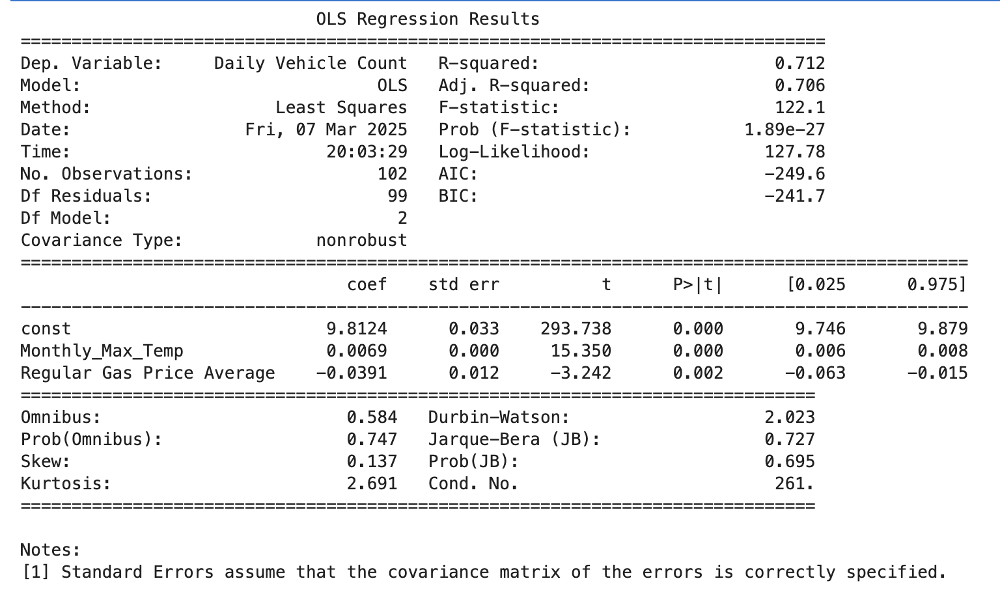 OLS Regression Results
==============================================================================
Dep. Variable: Daily Vehicle Count R-squared: 0.712
Model: OLS Adj. R-squared: 0.706
Method: Least Squares F-statistic: 122.1
Date: Fri, 07 Mar 2025 Prob (F-statistic): 1.89e-27
Time: 20:03:29 Log-Likelihood: 127.78
No. Observations: 102 AIC: -249.6
Df Residuals: 99 BIC: -241.7
Df Model: 2
Covariance Type: nonrobust
=============================================================================================
coef std err t P>|t| [0.025 0.975]
---------------------------------------------------------------------------------------------
const 9.8124 0.033 293.738 0.000 9.746 9.879
Monthly_Max_Temp 0.0069 0.000 15.350 0.000 0.006 0.008
Regular Gas Price Average -0.0391 0.012 -3.242 0.002 -0.063 -0.015
==============================================================================
Omnibus: 0.584 Durbin-Watson: 2.023
Prob(Omnibus): 0.747 Jarque-Bera (JB): 0.727
Skew: 0.137 Prob(JB): 0.695
Kurtosis: 2.691 Cond. No. 261.
==============================================================================
Notes:
[1] Standard Errors assume that the covariance matrix of the errors is correctly specified.